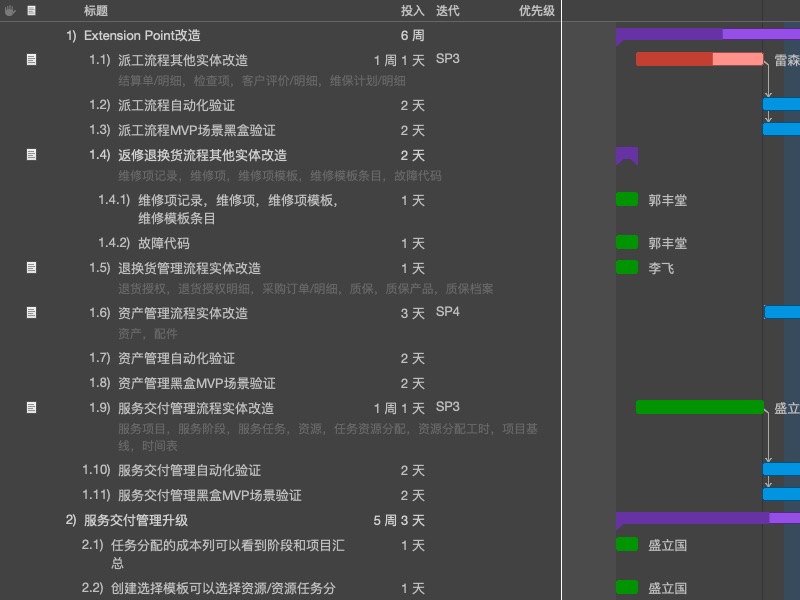 标题 投入 迭代 优先级
1) Extension Point改造 6 周
1.1) 派工流程其他实体改造 1 周 1 天 SP3 雷森
结算单/明细，检查项，客户评价/明细，维保计划/明细
1.2) 派工流程自动化验证 2 天
1.3) 派工流程MVP场景黑盒验证 2 天
1.4) 返修退换货流程其他实体改造 2 天
维修项记录，维修项，维修项模板，维修模板条目，故障代码
1.4.1) 维修项记录，维修项，维修项模板， 1 天 郭丰堂
维修模板条目
1.4.2) 故障代码 1 天 郭丰堂
1.5) 退换货管理流程实体改造 1 天 李飞
退货授权，退货授权明细，采购订单/明细，质保，质保产品，质保档案
1.6) 资产管理流程实体改造 3 天 SP4
资产，配件
1.7) 资产管理自动化验证 2 天
1.8) 资产管理黑盒MVP场景验证 2 天
1.9) 服务交付管理流程实体改造 1 周 1 天 SP3 盛立
服务项目，服务阶段，服务任务，资源，任务资源分配，资源分配工时，项目基
线，时间表
1.10) 服务交付管理自动化验证 2 天
1.11) 服务交付管理黑盒MVP场景验证 2 天
2) 服务交付管理升级 5 周 3 天
2.1) 任务分配的成本列可以看到阶段和项目汇 1 天 盛立国
总
2.2) 创建选择模板可以选择资源/资源任务分 1 天 盛立国